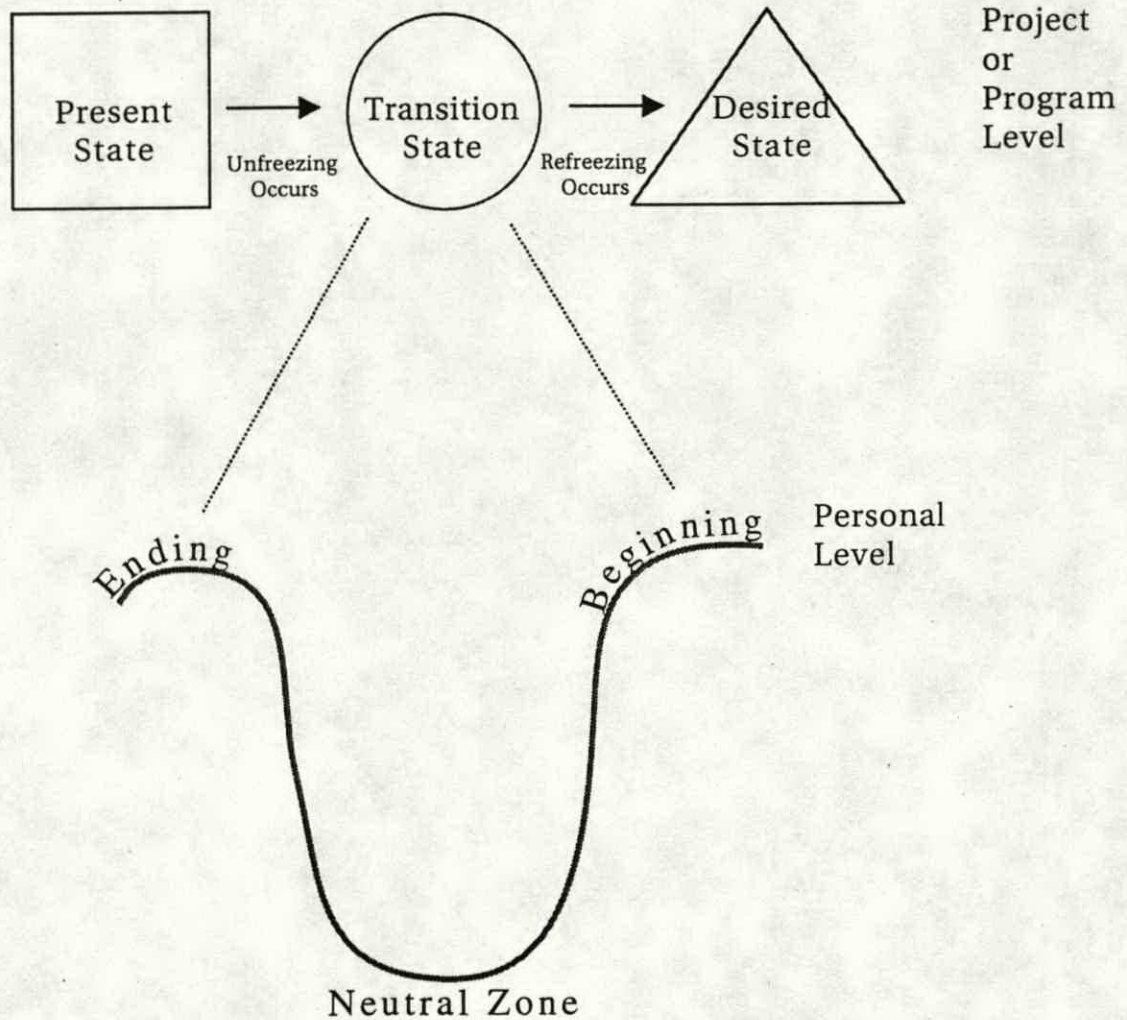 Present
State
Unfreezing
Occurs
Transition
State
Refreezing
Occurs
Desired
State
Project
or
Program
Level
Ending
Beginning
Personal
Level
Neutral Zone